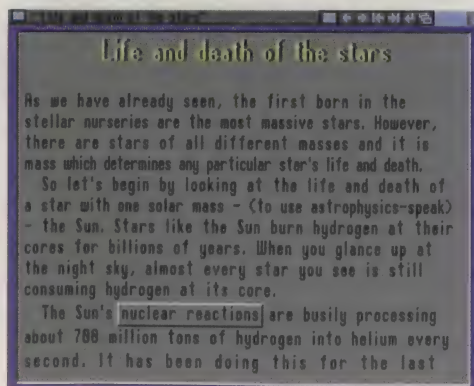 Life and death of the stars
As we have already seen, the first born in the
stellar nurseries are the most massive stars. However,
there are stars of all different masses and it is
mass which determines any particular star's life and death.
So let's begin by looking at the life and death of
a star with one solar mass - (to use astrophysics-speak)
- the Sun. Stars like the Sun burn hydrogen at their
cores for billions of years. When you glance up at
the night sky, almost every star you see is still
consuming hydrogen at its core.
The Sun's nuclear reactions are busily processing
about 700 million tons of hydrogen into helium every
second. It has been doing this for the last